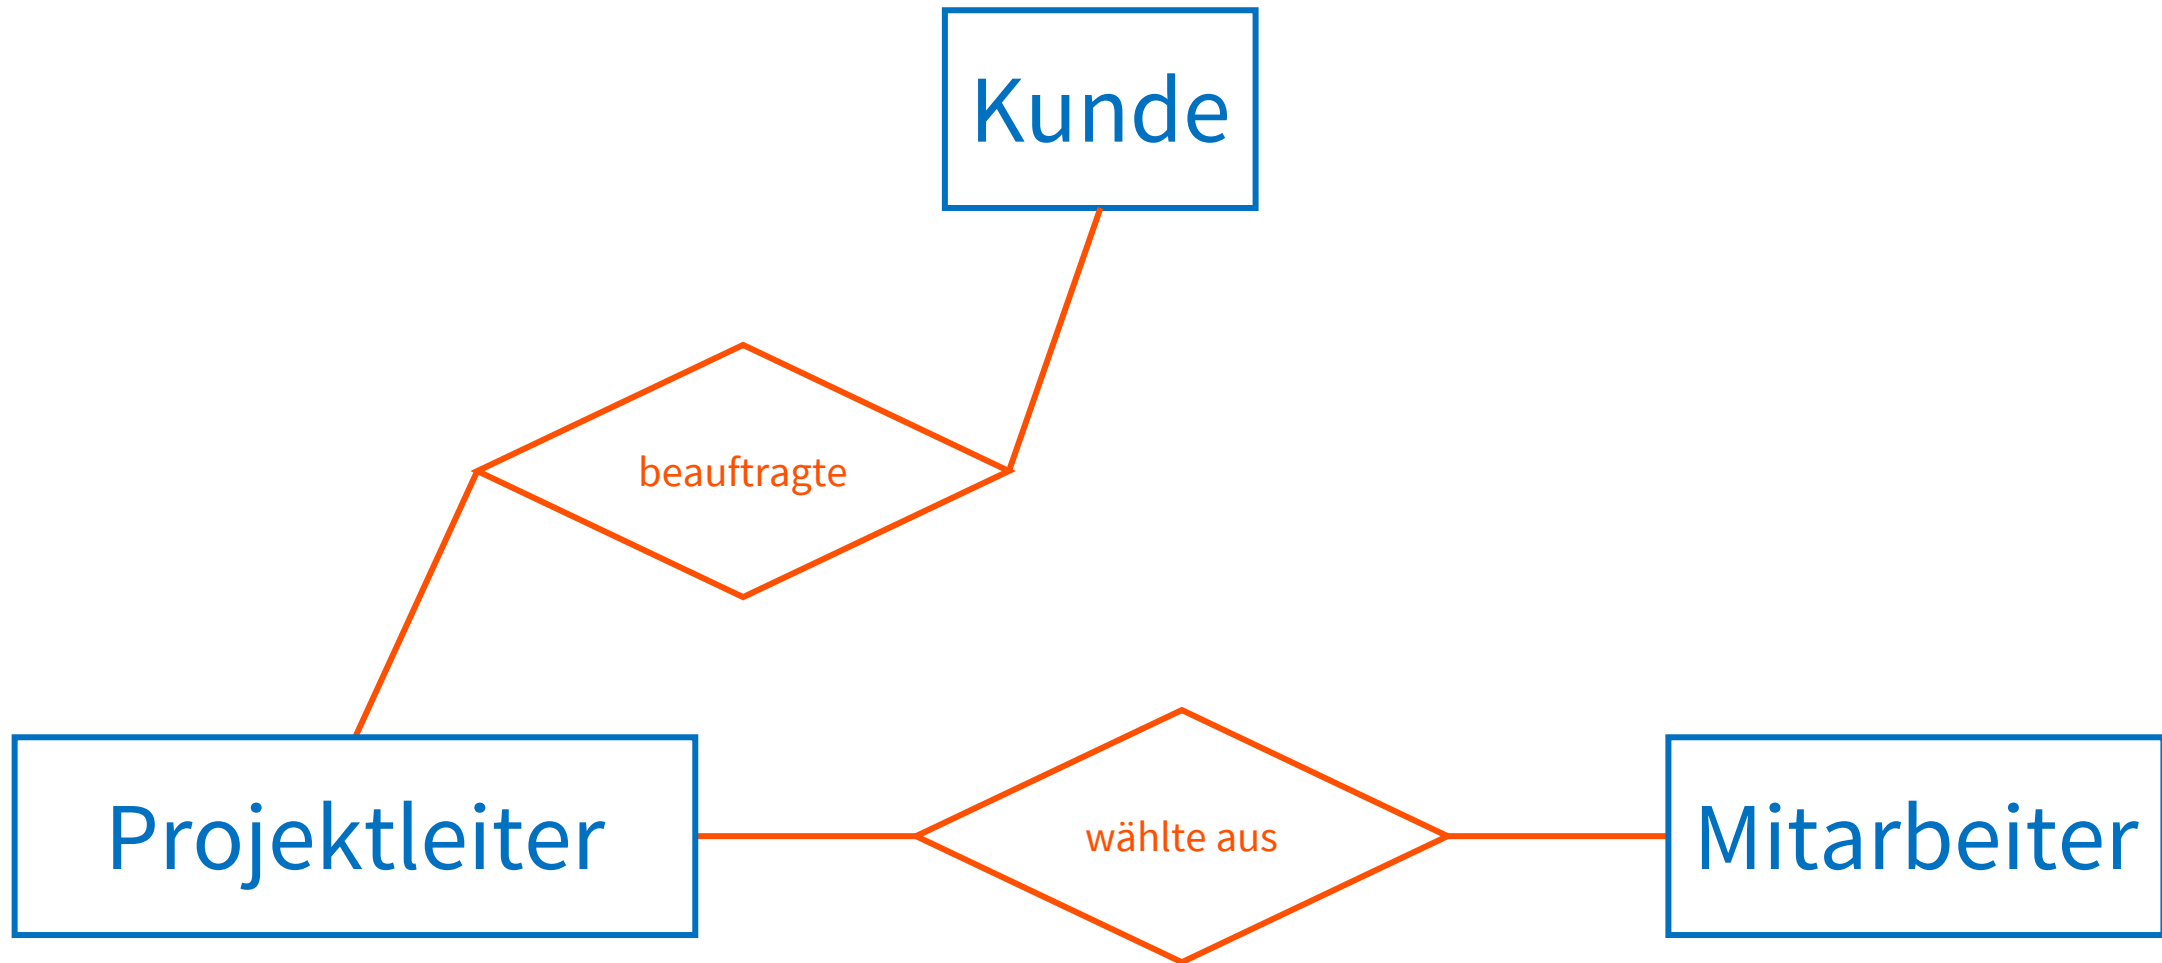 Kunde
beauftragte
Projektleiter
wählte aus
Mitarbeiter